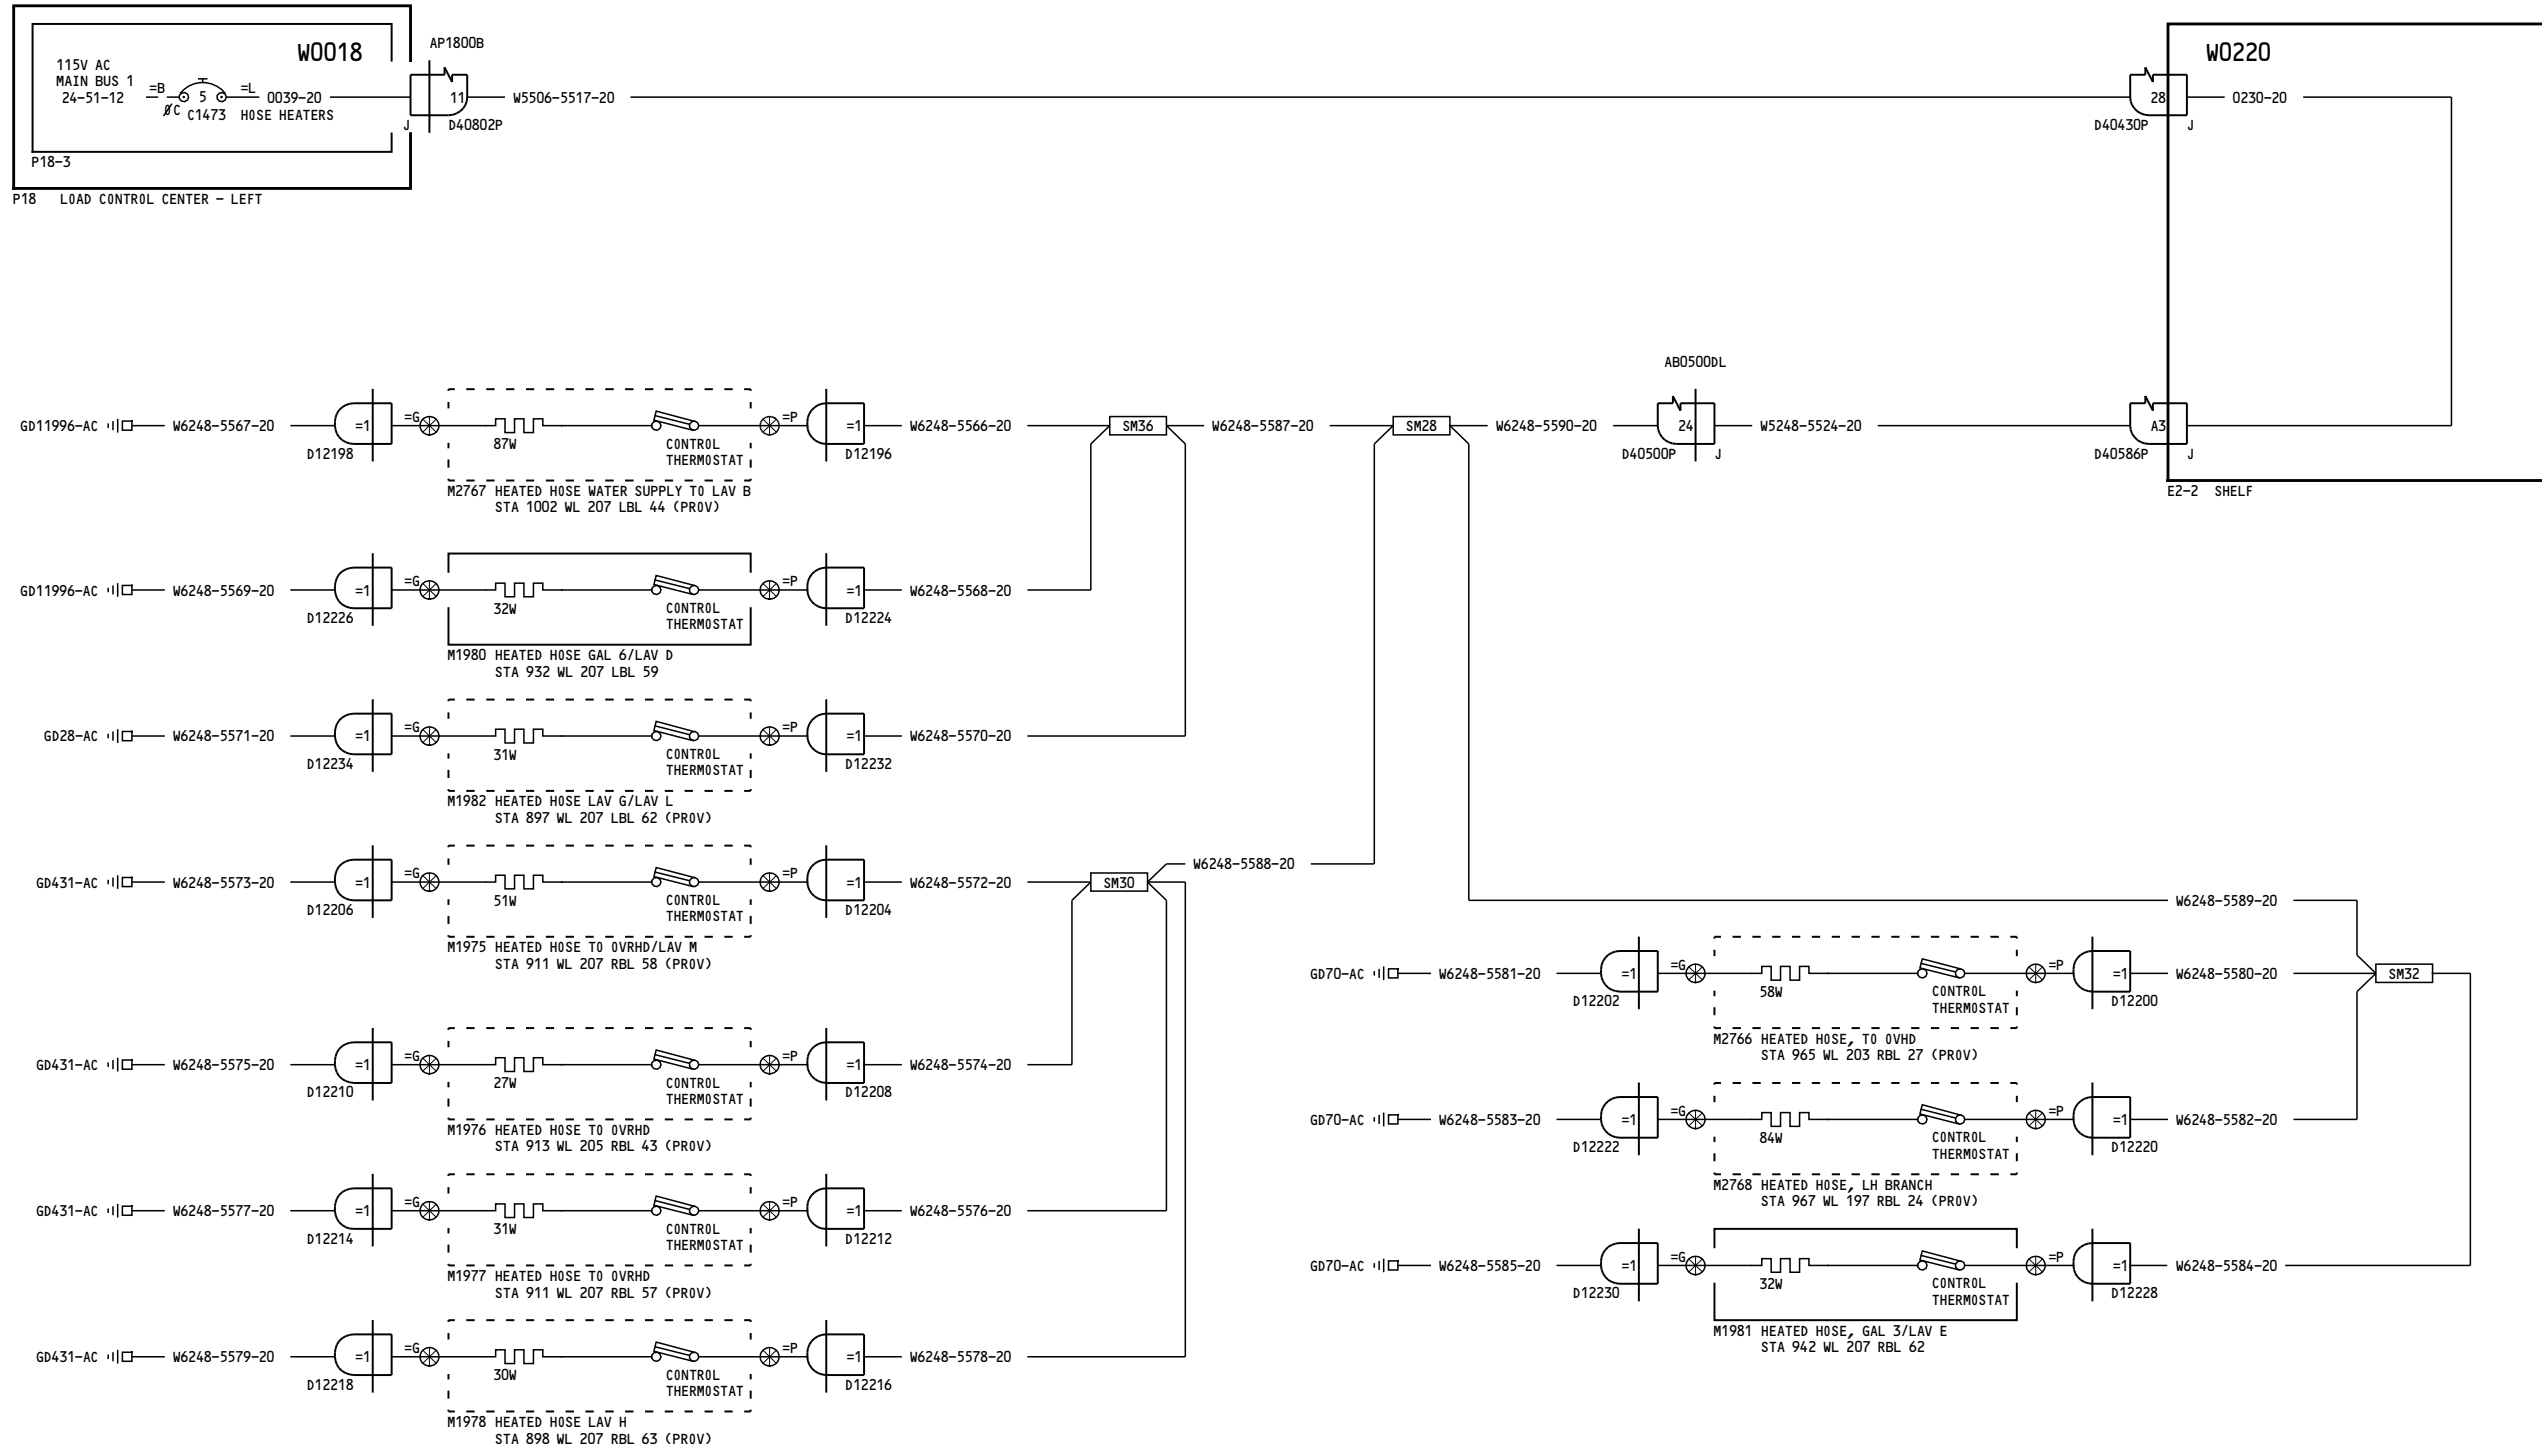 W0018
AP1800B
W0220
115V AC
MAIN BUS 1
24-51-12
=B
5
=L
0039-20
11
W5506-5517-20
28
0230-20
ØC
C1473
HOSE HEATERS
J
D40802P
D40430P
J
P18-3
P18 LOAD CONTROL CENTER - LEFT
AB0500DL
GD11996-AC
W6248-5567-20
=1
=G
=P
=1
W6248-5566-20
SM36
W6248-5587-20
SM28
W6248-5590-20
24
W5248-5524-20
A3
87W
CONTROL
THERMOSTAT
D12198
D12196
D40500P
J
D40586P
J
M2767 HEATED HOSE WATER SUPPLY TO LAV B
STA 1002 WL 207 LBL 44 (PROV)
E2-2 SHELF
GD11996-AC
W6248-5569-20
=1
=G
=P
=1
W6248-5568-20
32W
CONTROL
THERMOSTAT
D12226
D12224
M1980 HEATED HOSE GAL 6/LAV D
STA 932 WL 207 LBL 59
GD28-AC
W6248-5571-20
=1
=G
=P
=1
W6248-5570-20
31W
CONTROL
THERMOSTAT
D12234
D12232
M1982 HEATED HOSE LAV G/LAV L
STA 897 WL 207 LBL 62 (PROV)
W6248-5588-20
GD431-AC
W6248-5573-20
=1
=G
=P
=1
W6248-5572-20
SM30
51W
CONTROL
THERMOSTAT
D12206
D12204
M1975 HEATED HOSE TO OVRHD/LAV M
STA 911 WL 207 RBL 58 (PROV)
W6248-5589-20
GD70-AC
W6248-5581-20
=1
=G
=P
=1
W6248-5580-20
SM32
58W
CONTROL
THERMOSTAT
D12202
D12200
M2766 HEATED HOSE, TO OVHD
STA 965 WL 203 RBL 27 (PROV)
GD431-AC
W6248-5575-20
=1
=G
=P
=1
W6248-5574-20
27W
CONTROL
THERMOSTAT
D12210
D12208
M1976 HEATED HOSE TO OVRHD
STA 913 WL 205 RBL 43 (PROV)
GD70-AC
W6248-5583-20
=1
=G
=P
=1
W6248-5582-20
84W
CONTROL
THERMOSTAT
D12222
D12220
M2768 HEATED HOSE, LH BRANCH
STA 967 WL 197 RBL 24 (PROV)
GD431-AC
W6248-5577-20
=1
=G
=P
=1
W6248-5576-20
31W
CONTROL
THERMOSTAT
D12214
D12212
M1977 HEATED HOSE TO OVRHD
STA 911 WL 207 RBL 57 (PROV)
GD70-AC
W6248-5585-20
=1
=G
=P
=1
W6248-5584-20
32W
CONTROL
THERMOSTAT
D12230
D12228
M1981 HEATED HOSE, GAL 3/LAV E
STA 942 WL 207 RBL 62
GD431-AC
W6248-5579-20
=1
=G
=P
=1
W6248-5578-20
30W
CONTROL
THERMOSTAT
D12218
D12216
M1978 HEATED HOSE LAV H
STA 898 WL 207 RBL 63 (PROV)